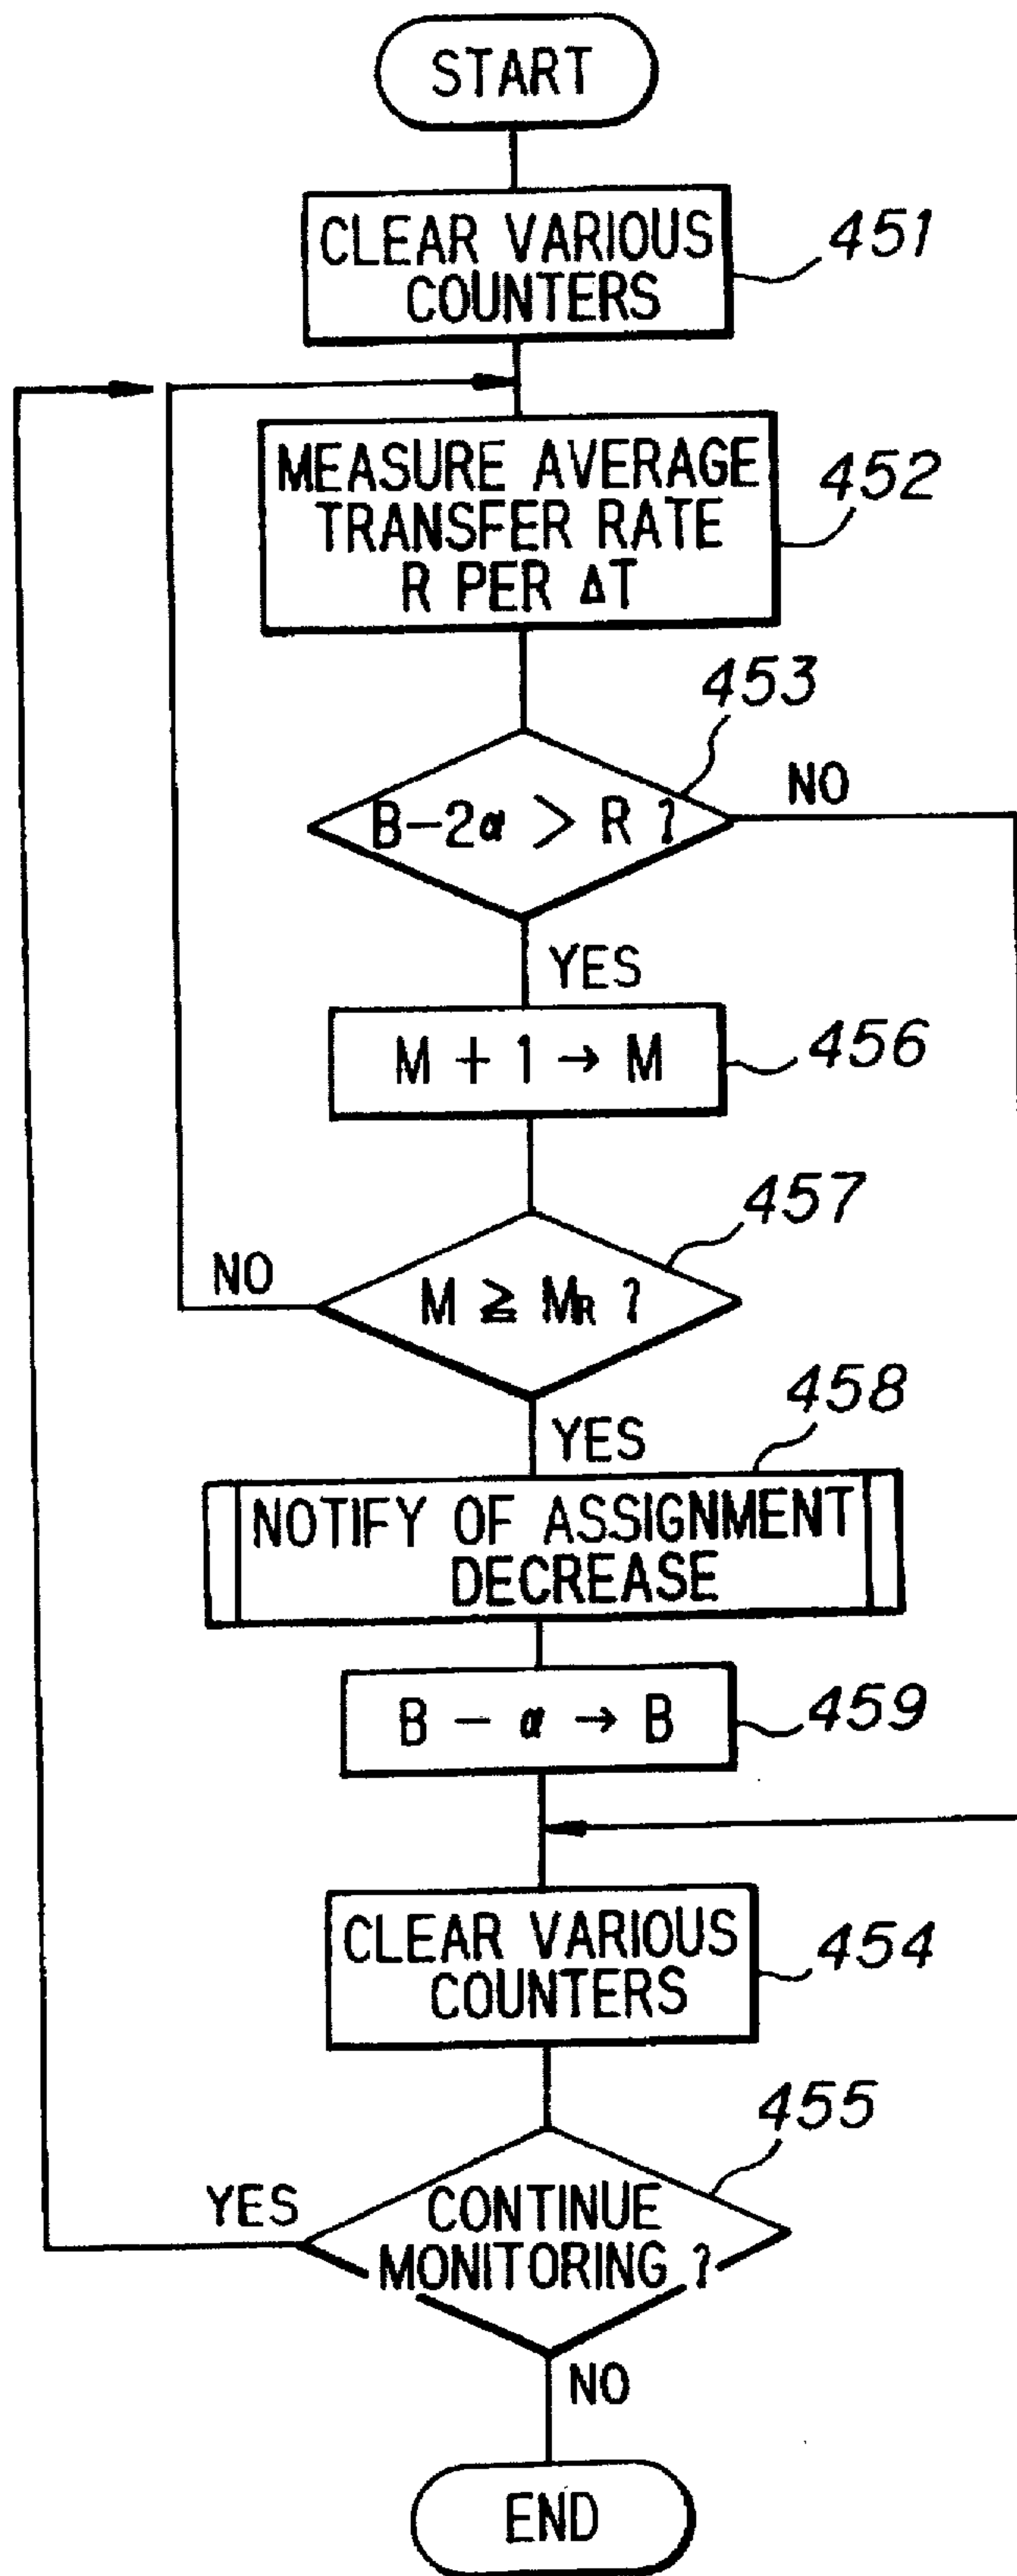 START
CLEAR VARIOUS
COUNTERS
451
MEASURE AVERAGE
TRANSFER RATE
R PER ΔT
452
453
B-2α > R ?
NO
YES
M + 1 → M
456
457
M ≧ MR ?
NO
YES
458
NOTIFY OF ASSIGNMENT
DECREASE
B - α → B
459
CLEAR VARIOUS
COUNTERS
454
455
YES
CONTINUE
MONITORING ?
NO
END